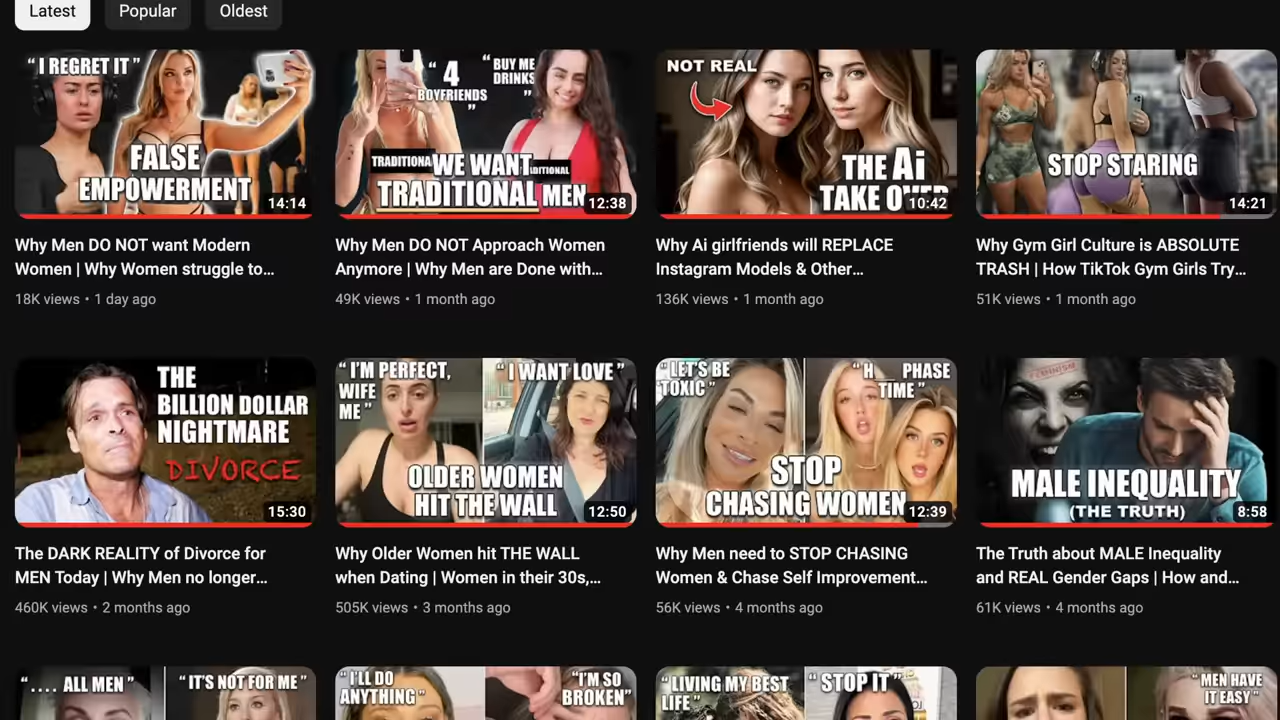 Latest
Popular
Oldest
“ I REGRET IT ”
FALSE
EMPOWERMENT
14:14
“ 4
BOYFRIENDS
”
“ BUY ME
DRINKS
”
TRADITIONA
WE WANT
DITIONAL
TRADITIONAL MEN
12:38
NOT REAL
THE Ai
TAKE OVER
10:42
STOP STARING
14:21
Why Men DO NOT want Modern
Women | Why Women struggle to…
18K views • 1 day ago
Why Men DO NOT Approach Women
Anymore | Why Men are Done with…
49K views • 1 month ago
Why Ai girlfriends will REPLACE
Instagram Models & Other…
136K views • 1 month ago
Why Gym Girl Culture is ABSOLUTE
TRASH | How TikTok Gym Girls Try…
51K views • 1 month ago
THE
BILLION DOLLAR
NIGHTMARE
DIVORCE
15:30
“ I’M PERFECT,
WIFE
ME ”
“ I WANT LOVE ”
OLDER WOMEN
HIT THE WALL
12:50
“ LET’S BE
TOXIC ”
“ H PHASE
TIME ”
STOP
CHASING WOMEN
12:39
FEMINISM
MALE INEQUALITY
(THE TRUTH)
8:58
The DARK REALITY of Divorce for
MEN Today | Why Men no longer…
460K views • 2 months ago
Why Older Women hit THE WALL
when Dating | Women in their 30s,…
505K views • 3 months ago
Why Men need to STOP CHASING
Women & Chase Self Improvement…
56K views • 4 months ago
The Truth about MALE Inequality
and REAL Gender Gaps | How and…
61K views • 4 months ago
“ .... ALL MEN ”
“ IT’S NOT FOR ME ”
“I’LL DO
ANYTHING”
“I’M SO
BROKEN”
“ LIVING MY BEST
LIFE ”
“ STOP IT ”
“ MEN HAVE
IT EASY ”